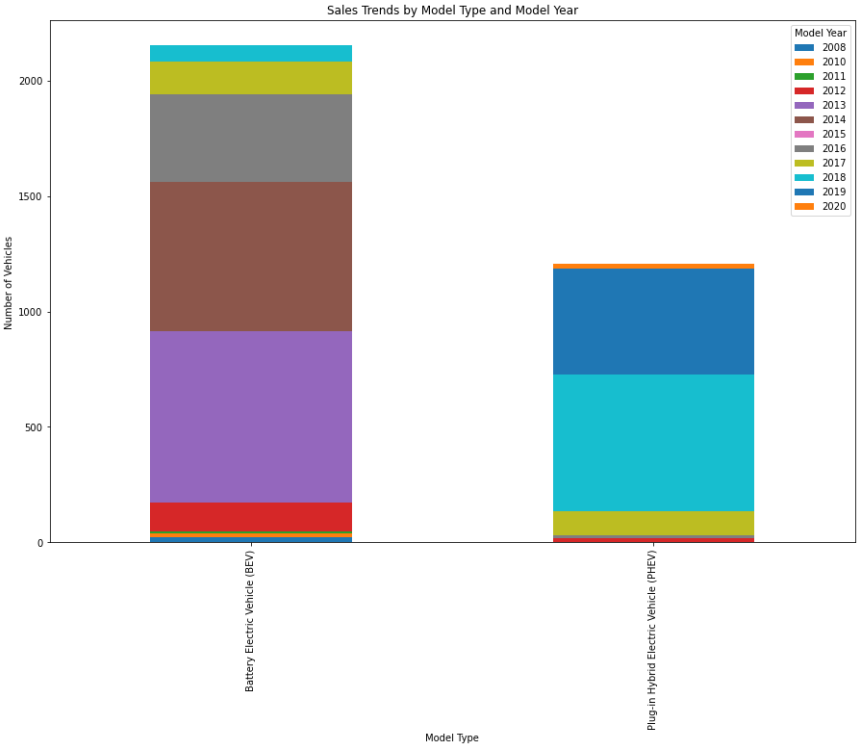 Sales Trends by Model Type and Model Year
Model Year
2008
2010
2011
2012
2013
2014
2015
2016
2017
2018
2019
2020
Number of Vehicles
2000
1500
1000
500
0
Battery Electric Vehicle (BEV)
Plug-in Hybrid Electric Vehicle (PHEV)
Model Type